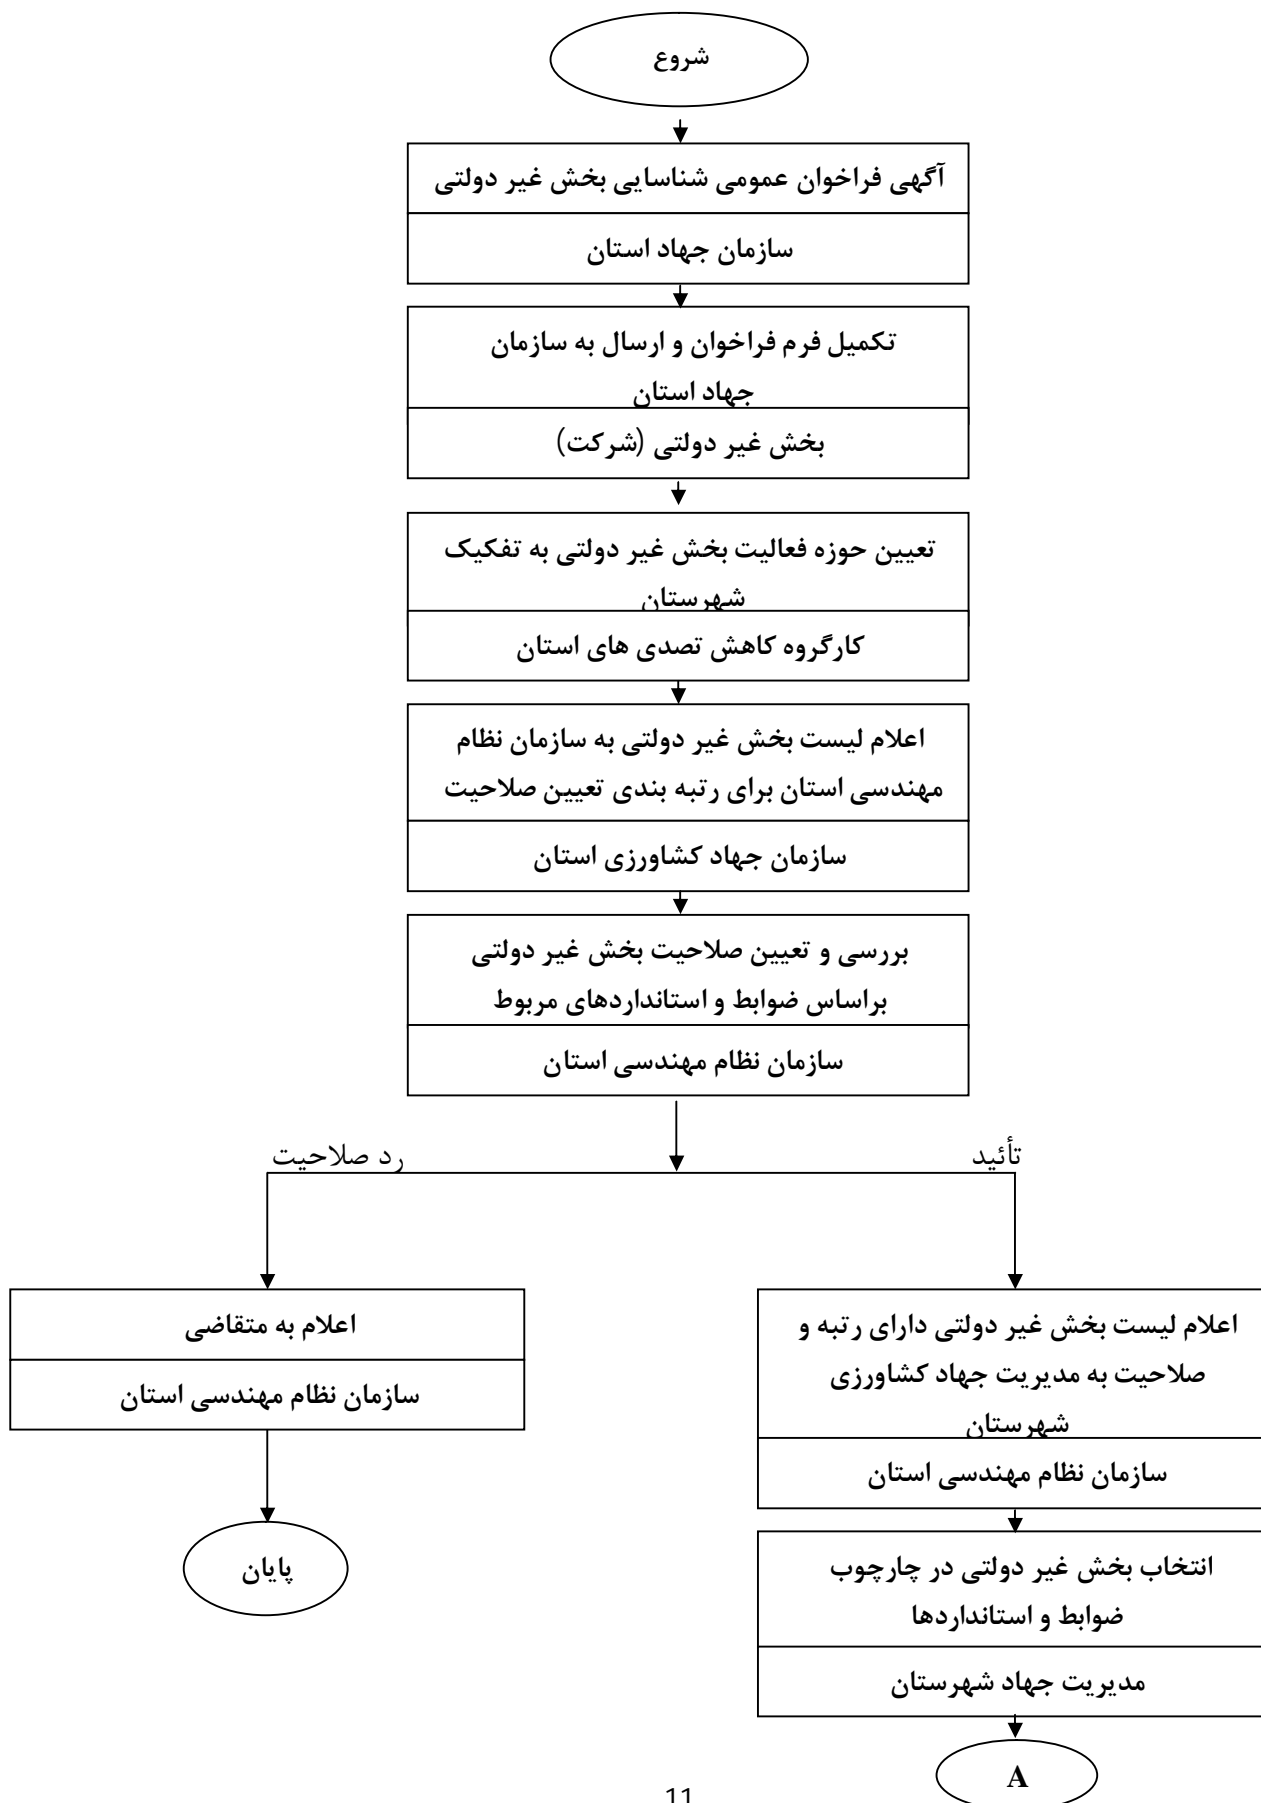 شروع
آگهی فراخوان عمومی شناسایی بخش غیر دولتی
سازمان جهاد استان
تکمیل فرم فراخوان و ارسال به سازمان
جهاد استان
بخش غیر دولتی (شرکت)
تعیین حوزه فعالیت بخش غیر دولتی به تفکیک
شهرستان
کارگروه کاهش تصدی های استان
اعلام لیست بخش غیر دولتی به سازمان نظام
مهندسی استان برای رتبه بندی تعیین صلاحیت
سازمان جهاد کشاورزی استان
بررسی و تعیین صلاحیت بخش غیر دولتی
براساس ضوابط و استانداردهای مربوط
سازمان نظام مهندسی استان
تأئید
رد صلاحیت
اعلام لیست بخش غیر دولتی دارای رتبه و
صلاحیت به مدیریت جهاد کشاورزی
شهرستان
سازمان نظام مهندسی استان
انتخاب بخش غیر دولتی در چارچوب
ضوابط و استانداردها
مدیریت جهاد شهرستان
A
اعلام به متقاضی
سازمان نظام مهندسی استان
پایان
11